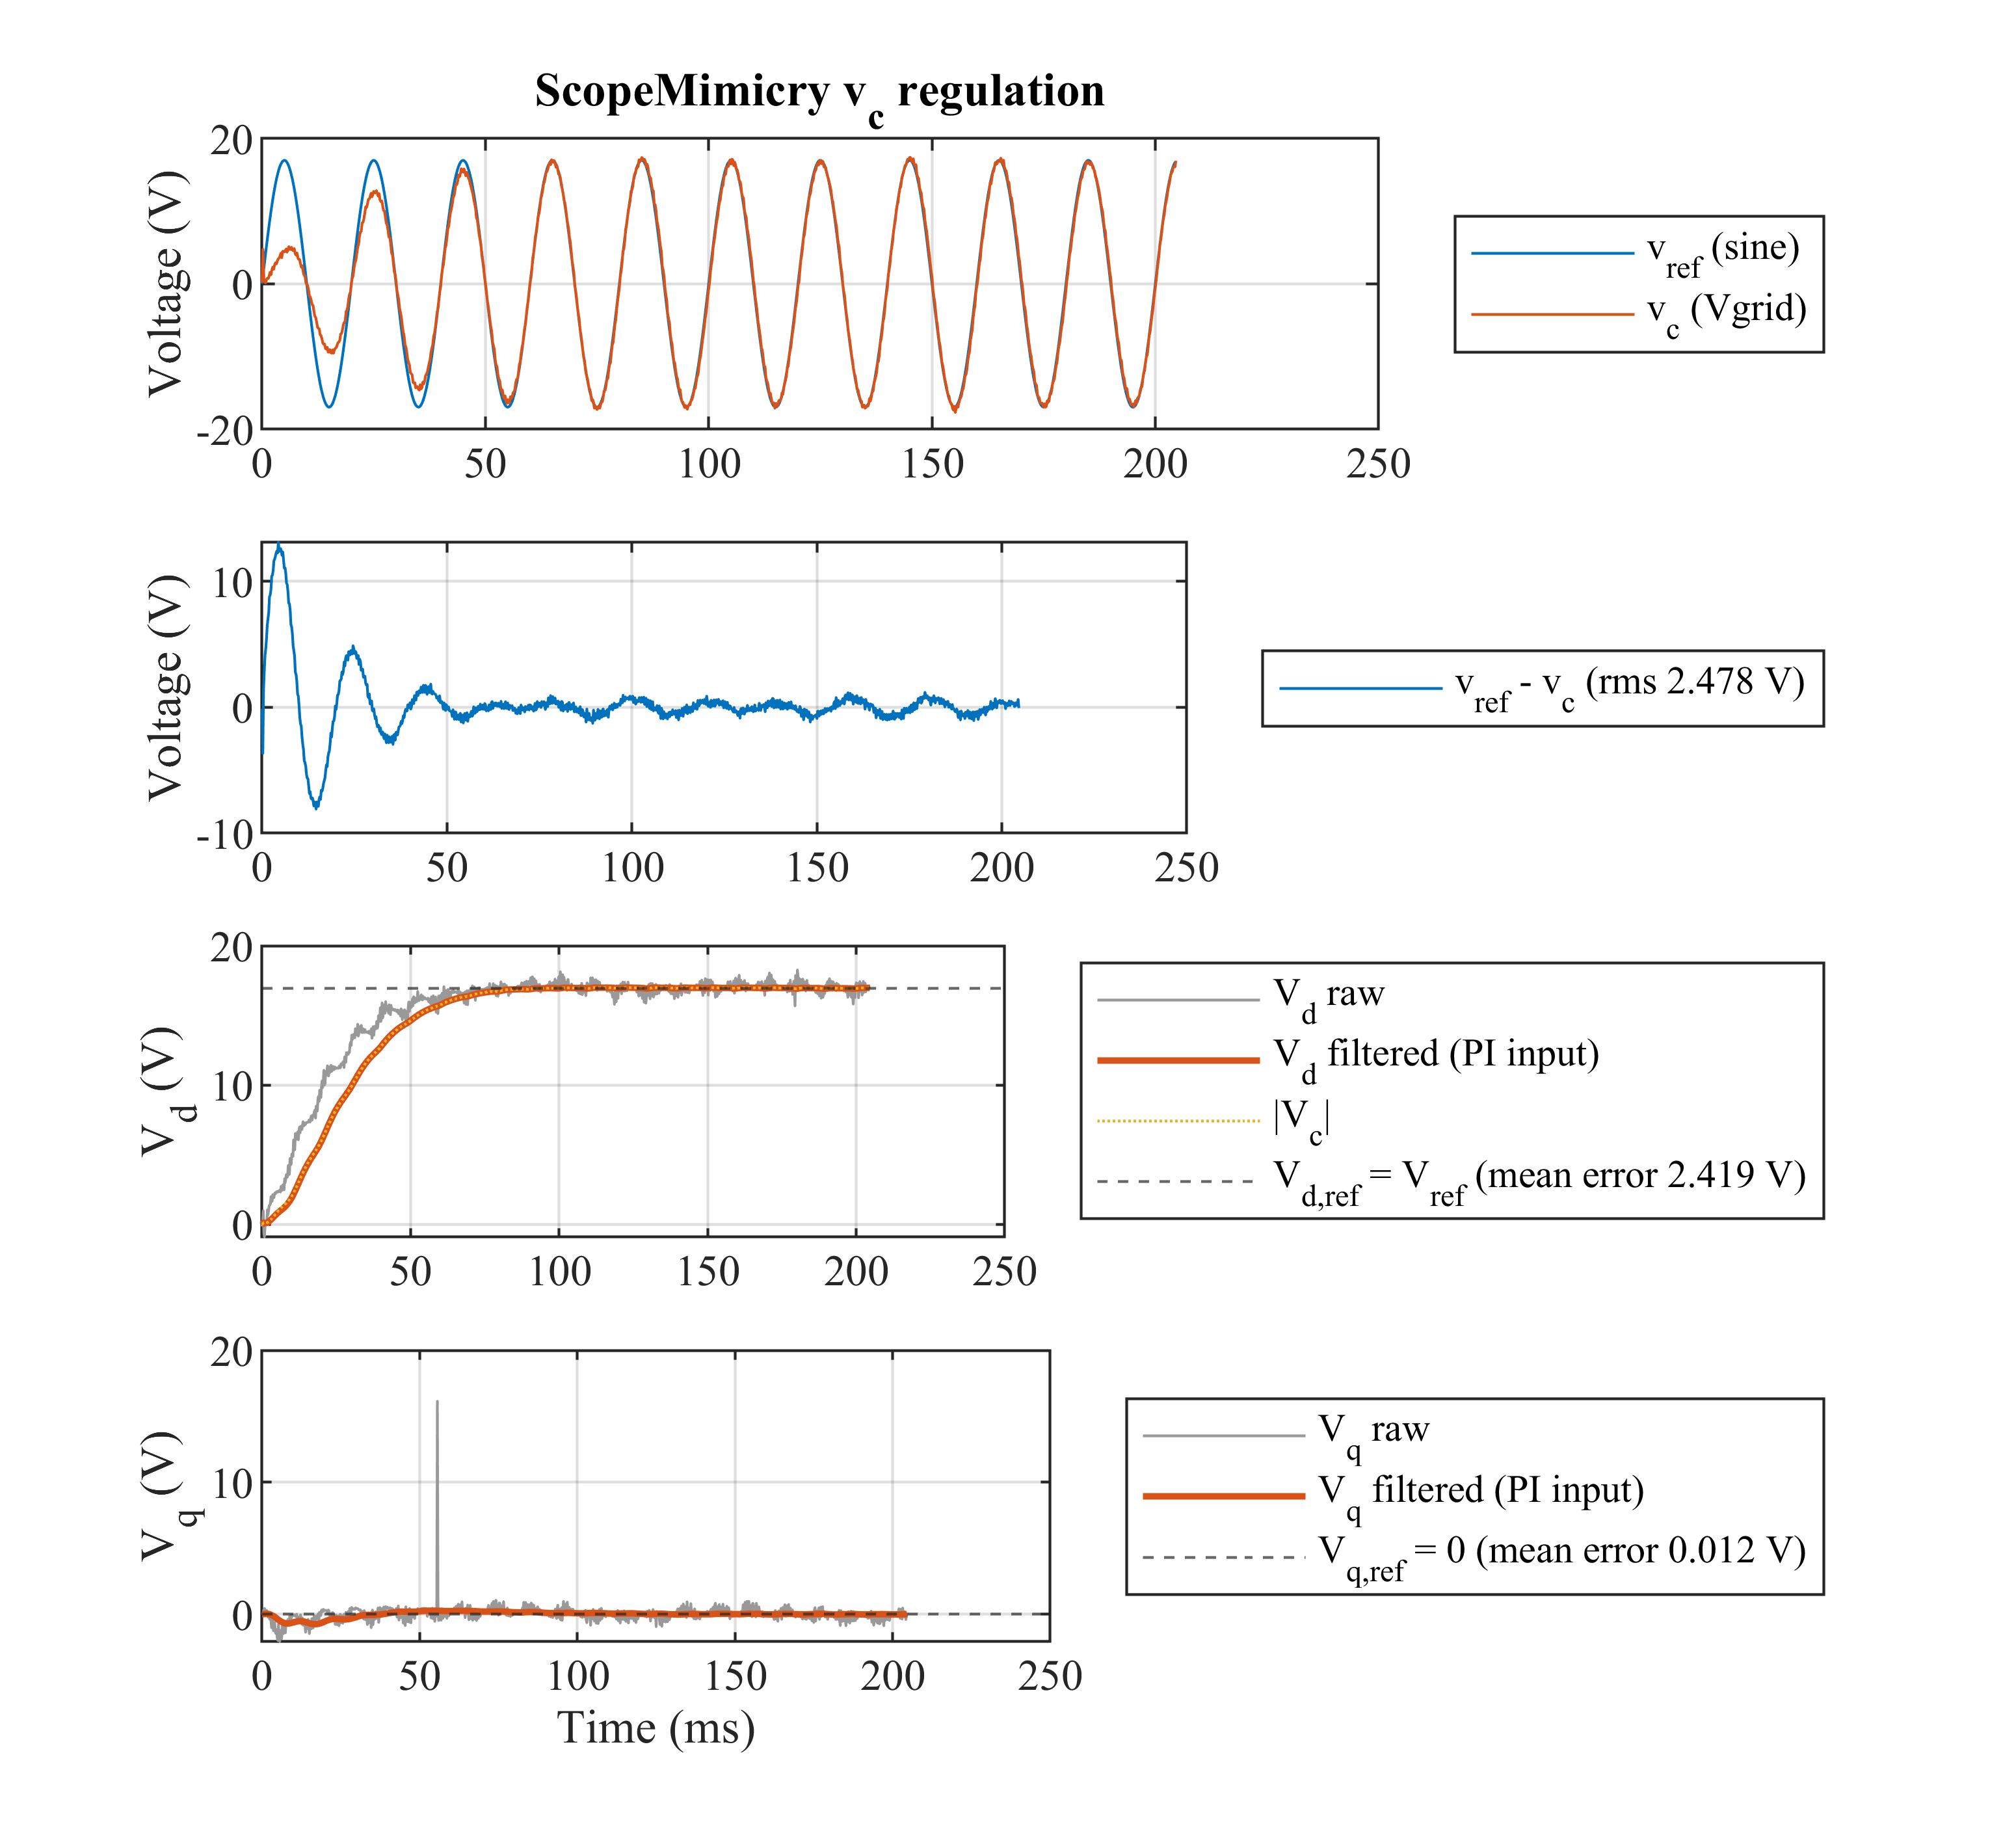 ScopeMimicry v_c regulation
Voltage (V)
20
0
-20
0 50 100 150 200 250
v_ref (sine)
v_c (Vgrid)
Voltage (V)
10
0
-10
0 50 100 150 200 250
v_ref - v_c (rms 2.478 V)
V_d (V)
20
10
0
0 50 100 150 200 250
V_d raw
V_d filtered (PI input)
|V_c|
V_d,ref = V_ref (mean error 2.419 V)
V_q (V)
20
10
0
0 50 100 150 200 250
Time (ms)
V_q raw
V_q filtered (PI input)
V_q,ref = 0 (mean error 0.012 V)